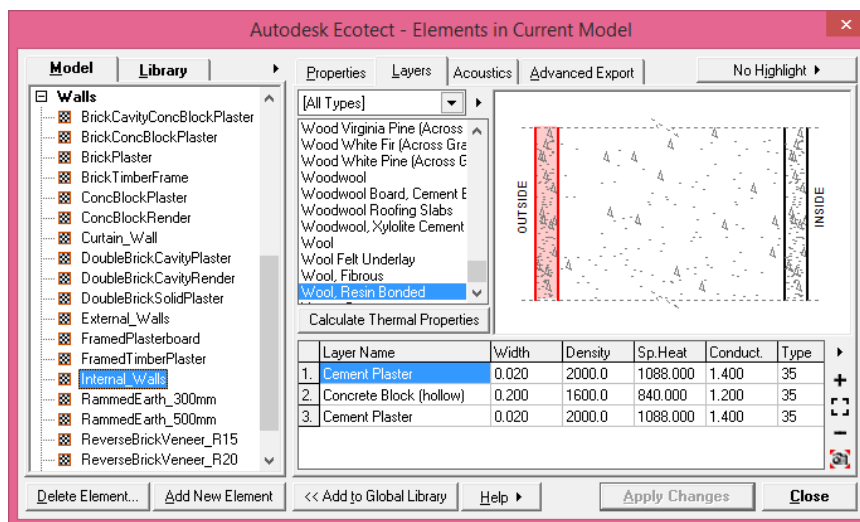 Autodesk Ecotect - Elements in Current Model
Model
Library
Walls
BrickCavityConcBlockPlaster
BrickConcBlockPlaster
BrickPlaster
BrickTimberFrame
ConcBlockPlaster
ConcBlockRender
Curtain_Wall
DoubleBrickCavityPlaster
DoubleBrickCavityRender
DoubleBrickSolidPlaster
External_Walls
FramedPlasterboard
FramedTimberPlaster
Internal_Walls
RammedEarth_300mm
RammedEarth_500mm
ReverseBrickVeneer_R15
ReverseBrickVeneer_R20
Delete Element...
Add New Element
Properties
Layers
Acoustics
Advanced Export
No Highlight
[All Types]
Wood Virginia Pine (Across
Wood White Fir (Across Gra
Wood White Pine (Across G
Woodwool
Woodwool Board, Cement B
Woodwool Roofing Slabs
Woodwool, Xylolite Cement
Wool
Wool Felt Underlay
Wool, Fibrous
Wool, Resin Bonded
Calculate Thermal Properties
OUTSIDE
INSIDE
Layer Name Width Density Sp.Heat Conduct. Type
1. Cement Plaster 0.020 2000.0 1088.000 1.400 35
2. Concrete Block (hollow) 0.200 1600.0 840.000 1.200 35
3. Cement Plaster 0.020 2000.0 1088.000 1.400 35
<< Add to Global Library
Help
Apply Changes
Close